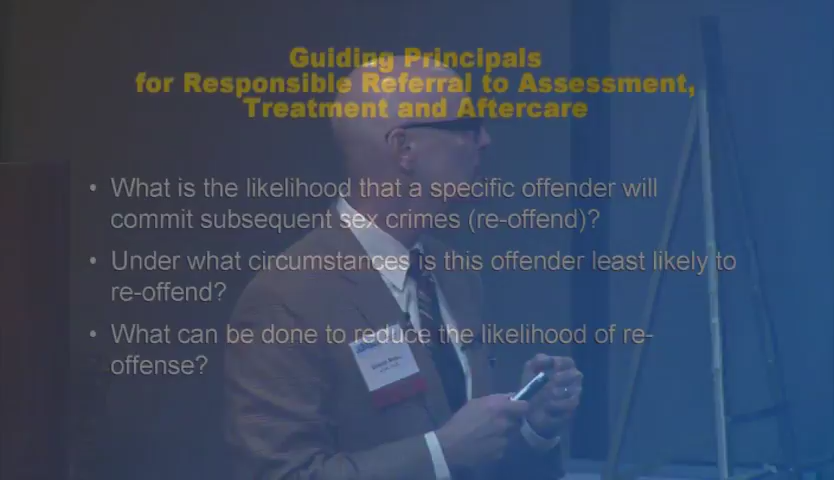 Guiding Principals
for Responsible Referral to Assessment,
Treatment and Aftercare
• What is the likelihood that a specific offender will
commit subsequent sex crimes (re-offend)?
• Under what circumstances is this offender least likely to
re-offend?
• What can be done to reduce the likelihood of re-
offense?